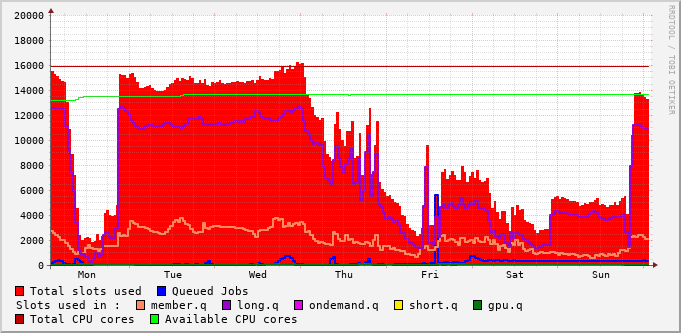 20000
18000
16000
14000
12000
10000
8000
6000
4000
2000
0
Mon Tue Wed Thu Fri Sat Sun
RRDTOOL / TOBI OETIKER
Total slots used Queued Jobs
Slots used in : member.q long.q ondemand.q short.q gpu.q
Total CPU cores Available CPU cores